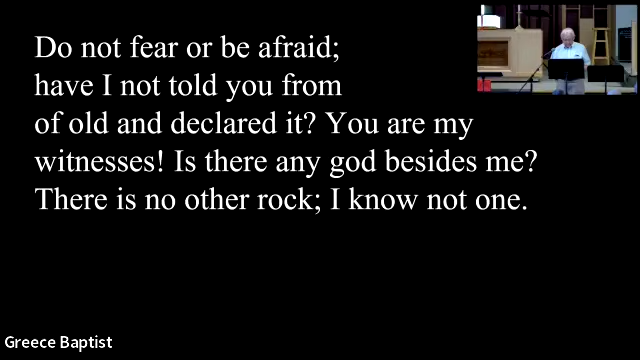 Do not fear or be afraid;
have I not told you from
of old and declared it? You are my
witnesses! Is there any god besides me?
There is no other rock; I know not one.
Greece Baptist